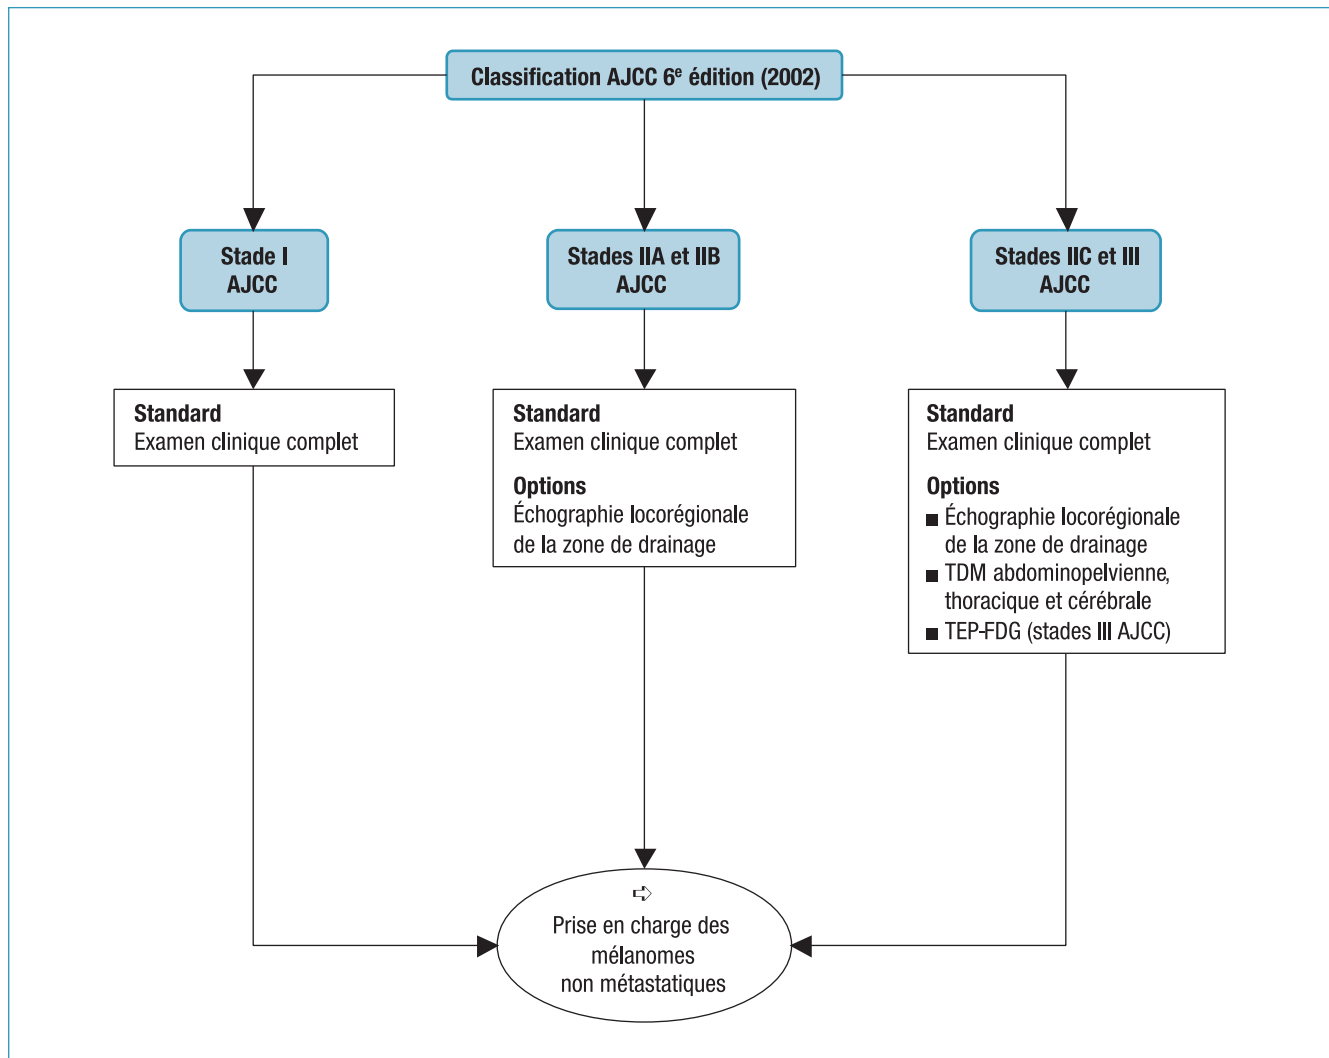 Classification AJCC 6e édition (2002)
Stade I
AJCC
Stades IIA et IIB
AJCC
Stades IIC et III
AJCC
Standard
Examen clinique complet
Standard
Examen clinique complet
Options
Échographie locorégionale
de la zone de drainage
Standard
Examen clinique complet
Options
■ Échographie locorégionale
de la zone de drainage
■ TDM abdominopelvienne,
thoracique et cérébrale
■ TEP-FDG (stades III AJCC)
➪
Prise en charge des
mélanomes
non métastatiques